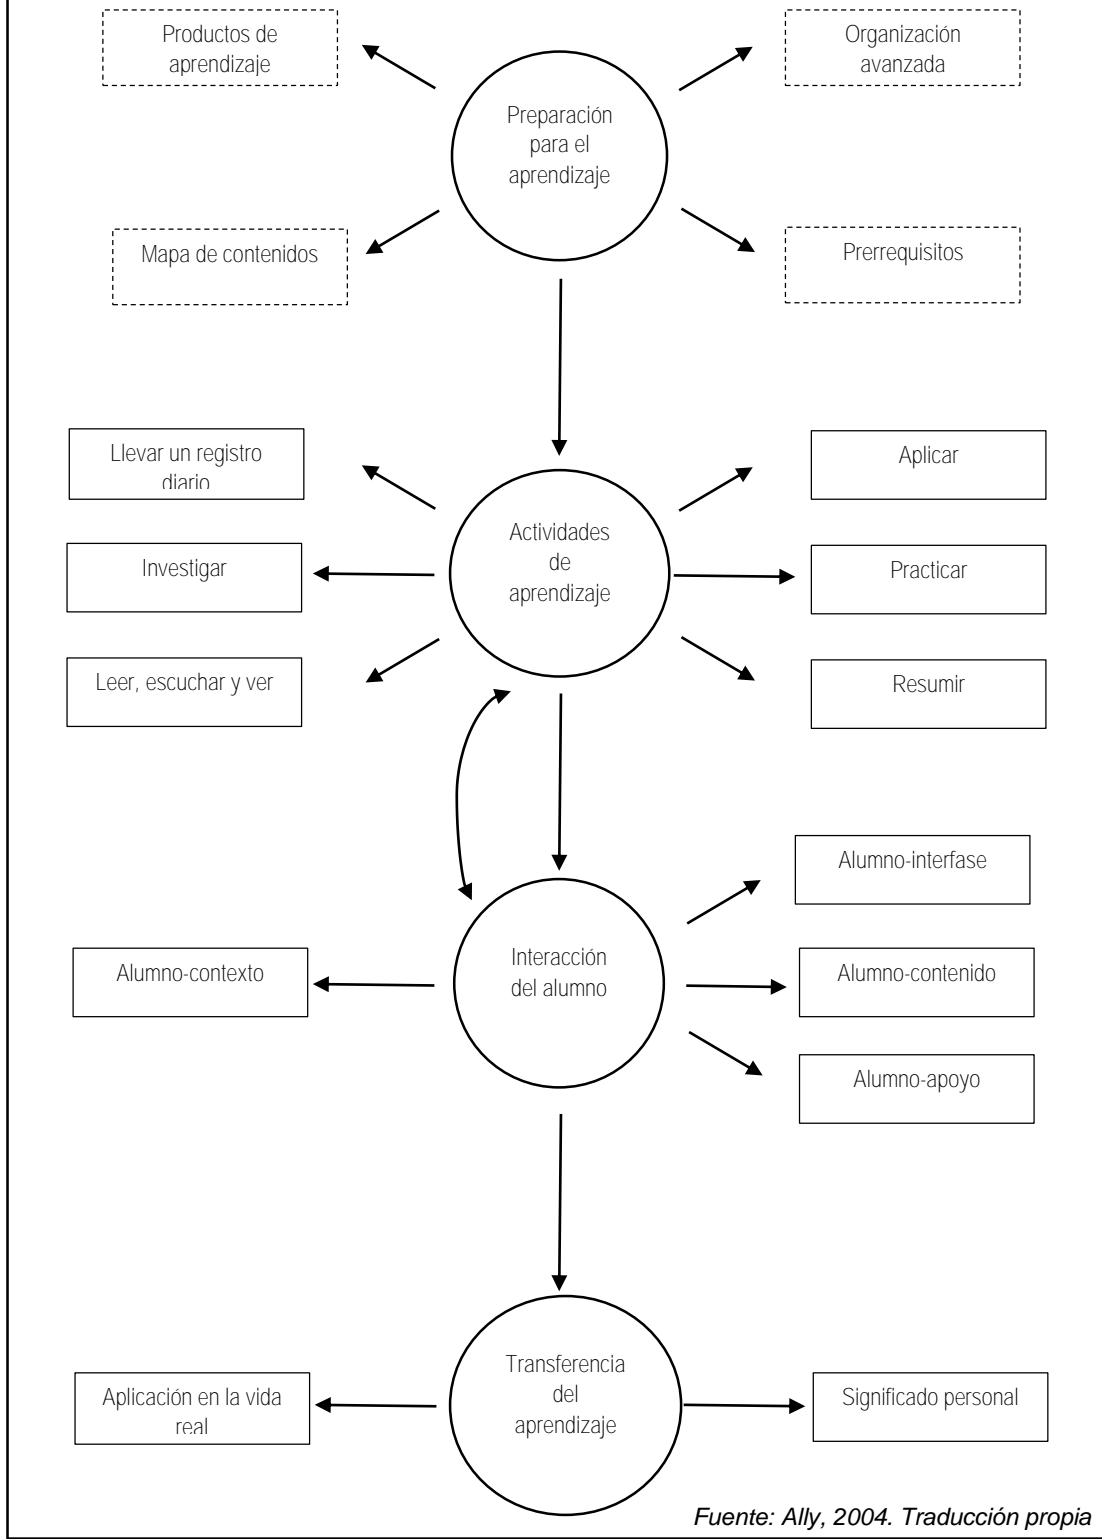 Productos de
aprendizaje
Organización
avanzada
Preparación
para el
aprendizaje
Mapa de contenidos
Prerrequisitos
Llevar un registro
diario
Aplicar
Actividades
de
aprendizaje
Investigar
Practicar
Leer, escuchar y ver
Resumir
Alumno-interfase
Interacción
del alumno
Alumno-contexto
Alumno-contenido
Alumno-apoyo
Transferencia
del
aprendizaje
Aplicación en la vida
real
Significado personal
Fuente: Ally, 2004. Traducción propia